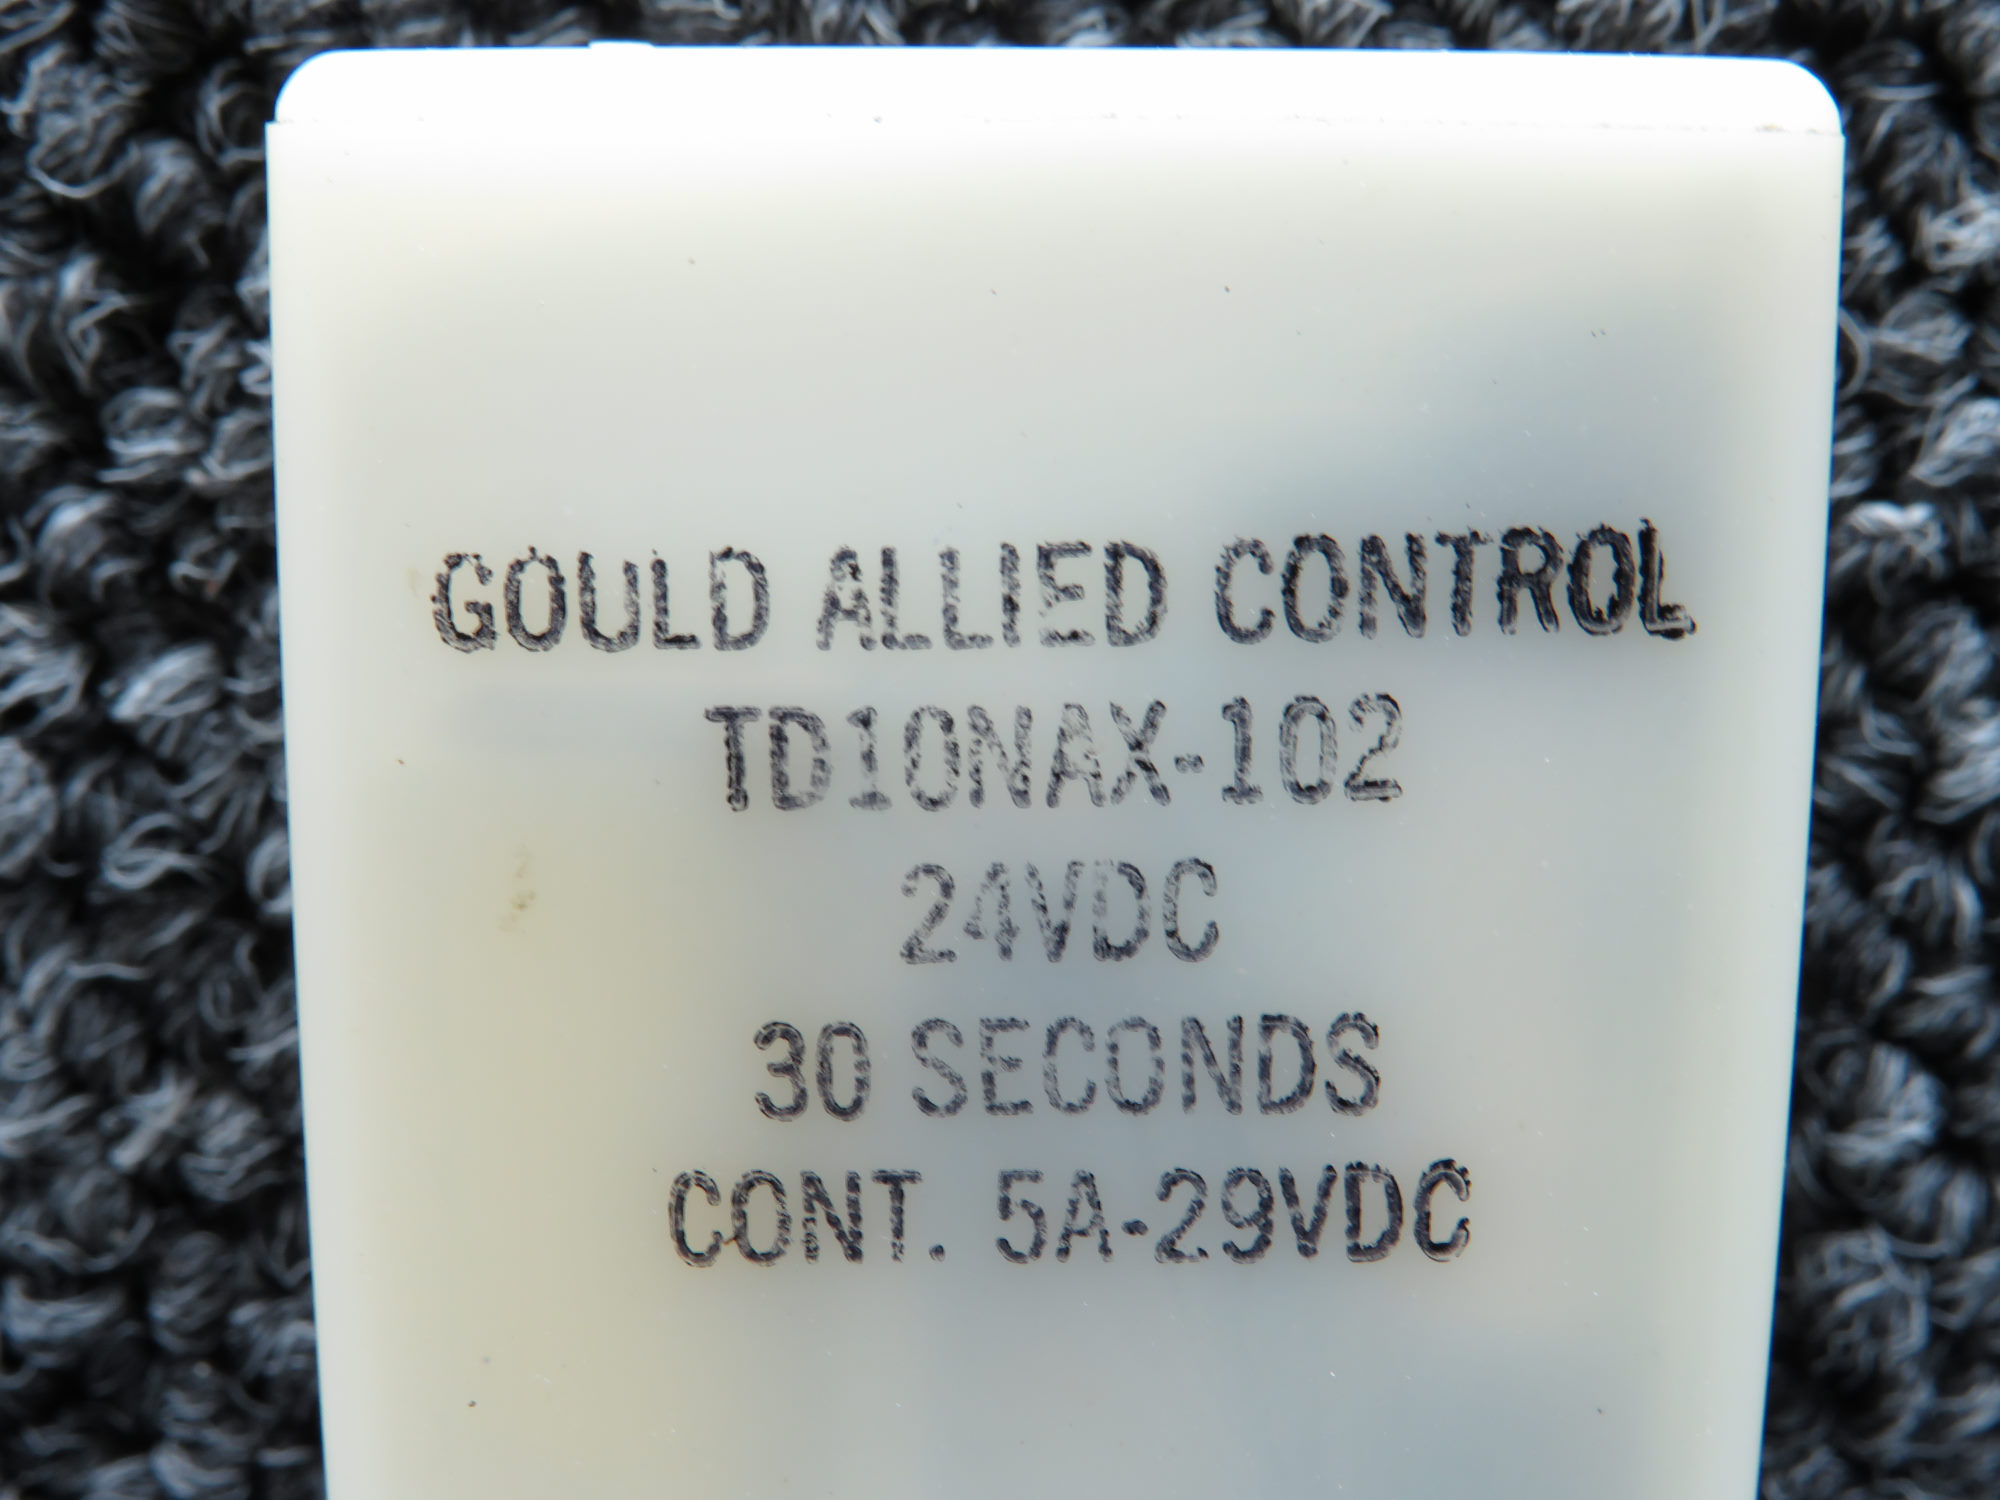 GOULD ALLIED CONTROL
TD10NAX-102
24VDC
30 SECONDS
CONT. 5A-29VDC